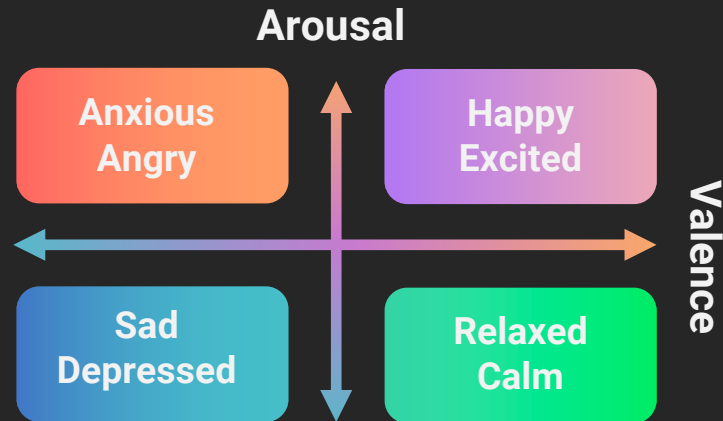 Arousal
Anxious
Angry
Happy
Excited
Valence
Sad
Depressed
Relaxed
Calm